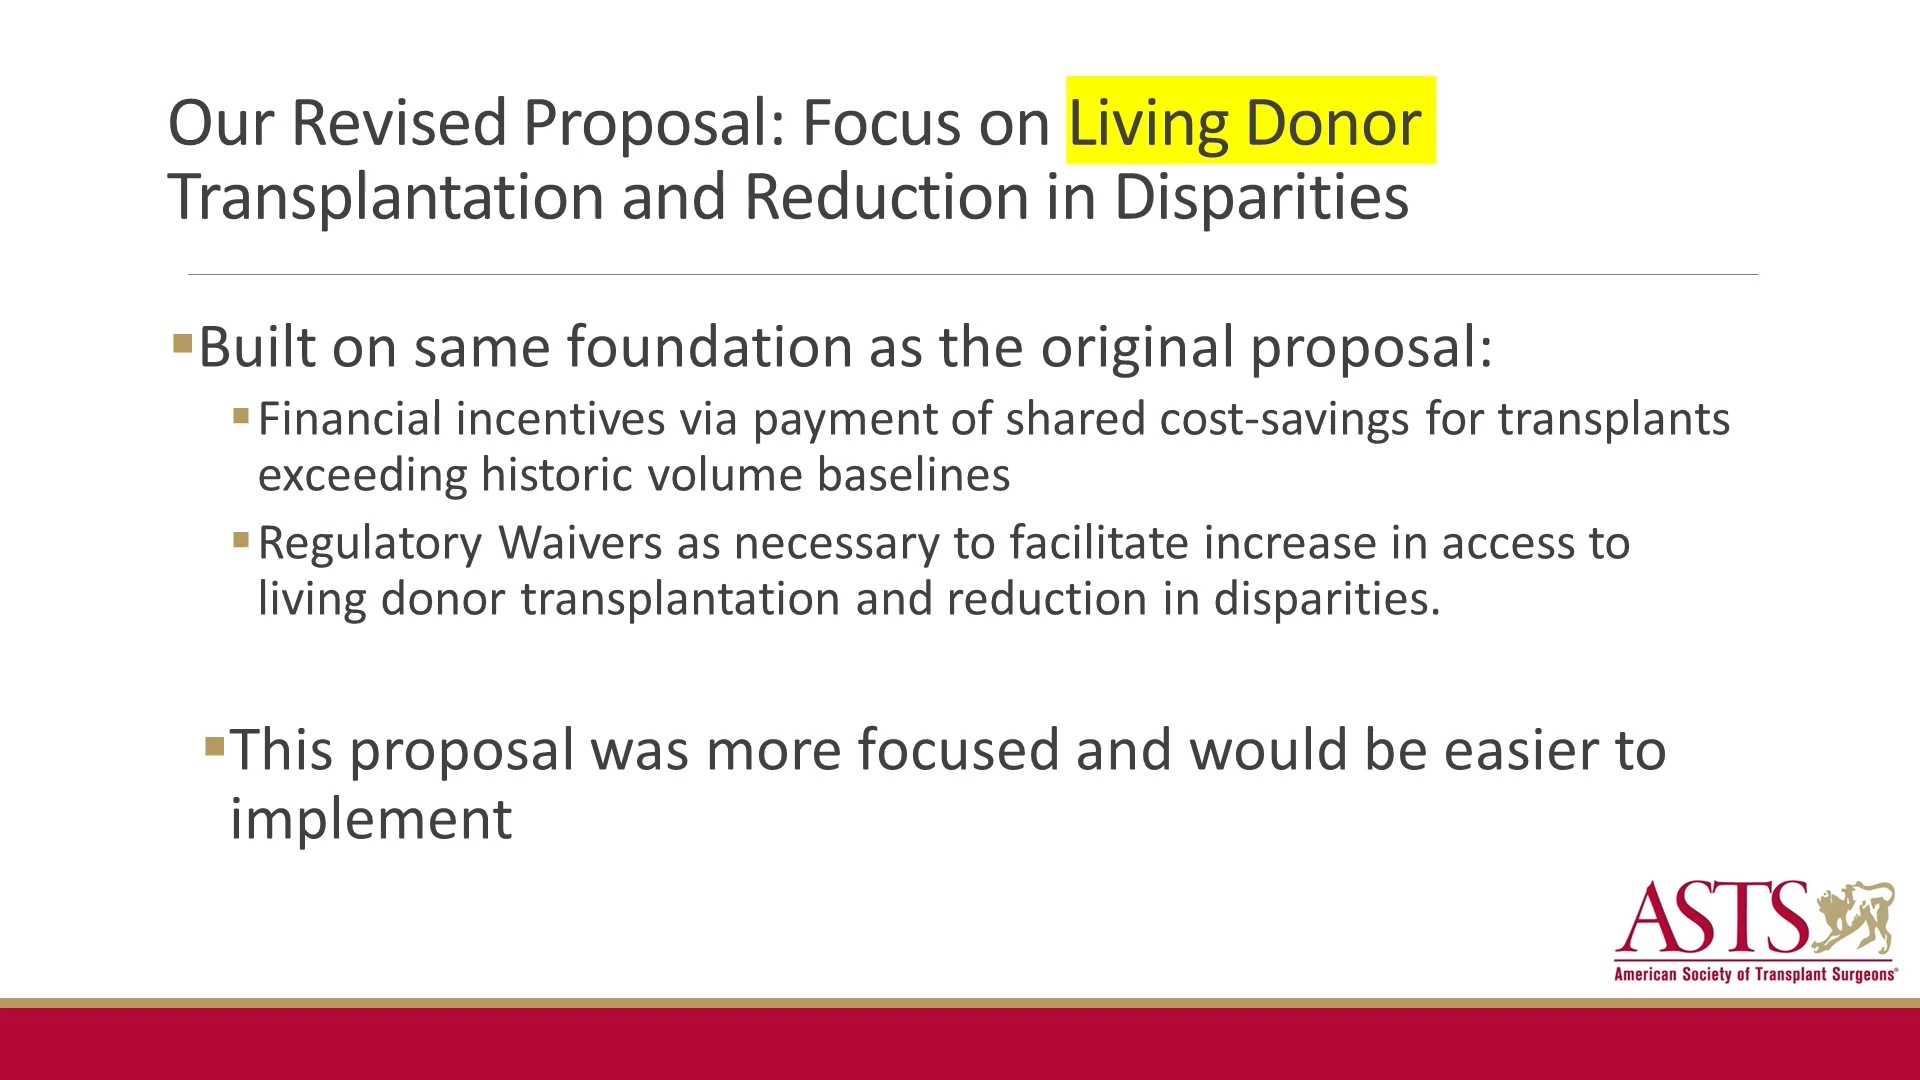 Our Revised Proposal: Focus on Living Donor
Transplantation and Reduction in Disparities
▪Built on same foundation as the original proposal:
▪Financial incentives via payment of shared cost-savings for transplants
exceeding historic volume baselines
▪Regulatory Waivers as necessary to facilitate increase in access to
living donor transplantation and reduction in disparities.
▪This proposal was more focused and would be easier to
implement
ASTS
American Society of Transplant Surgeons®